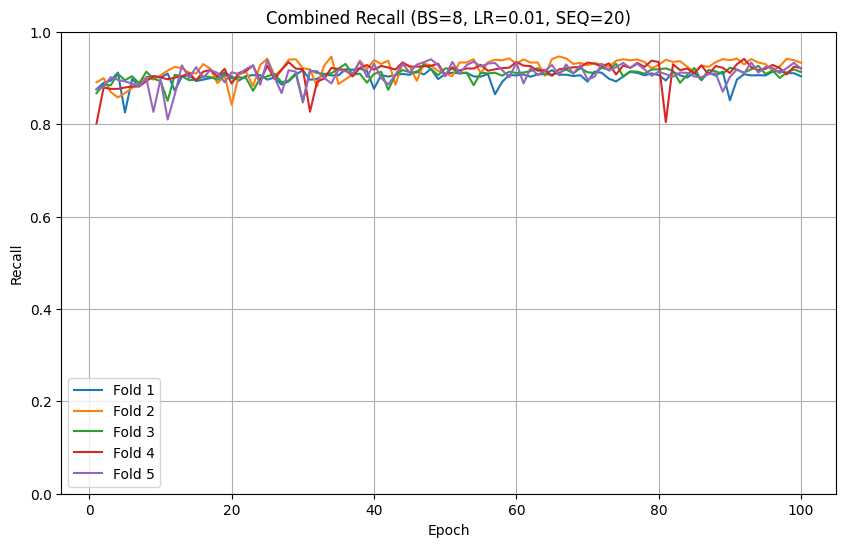 Combined Recall (BS=8, LR=0.01, SEQ=20)
1.0
0.8
0.6
0.4
0.2
0.0
Recall
Fold 1
Fold 2
Fold 3
Fold 4
Fold 5
0 20 40 60 80 100
Epoch